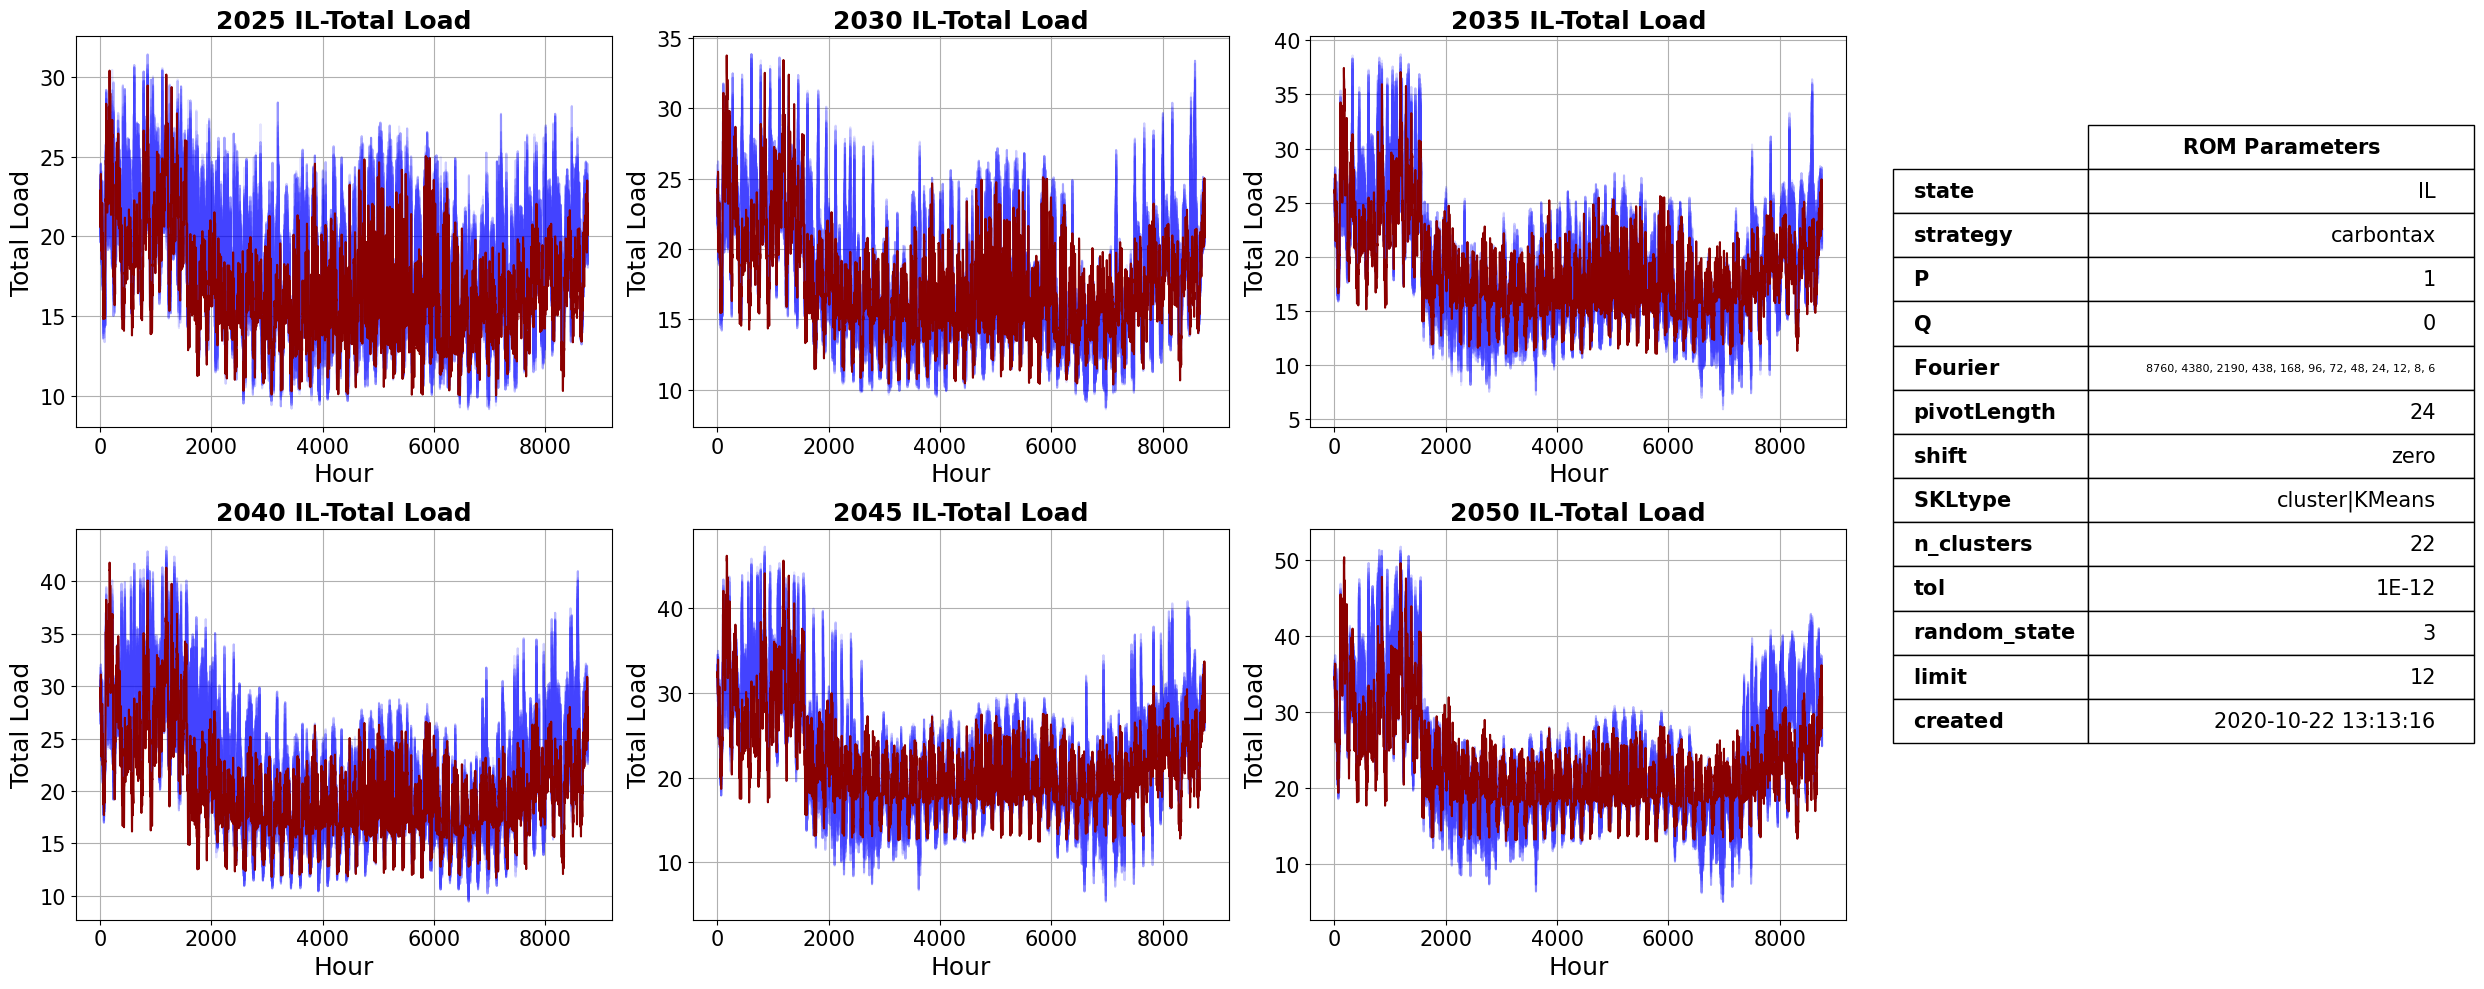 2025 IL-Total Load
30
25
20
15
10
Total Load
0 2000 4000 6000 8000
Hour
2030 IL-Total Load
35
30
25
20
15
10
Total Load
0 2000 4000 6000 8000
Hour
2035 IL-Total Load
40
35
30
25
20
15
10
5
Total Load
0 2000 4000 6000 8000
Hour
2040 IL-Total Load
40
35
30
25
20
15
10
Total Load
0 2000 4000 6000 8000
Hour
2045 IL-Total Load
40
30
20
10
Total Load
0 2000 4000 6000 8000
Hour
2050 IL-Total Load
50
40
30
20
10
Total Load
0 2000 4000 6000 8000
Hour
ROM Parameters
state IL
strategy carbontax
P 1
Q 0
Fourier 8760, 4380, 2190, 438, 168, 96, 72, 48, 24, 12, 8, 6
pivotLength 24
shift zero
SKLtype cluster|KMeans
n_clusters 22
tol 1E-12
random_state 3
limit 12
created 2020-10-22 13:13:16